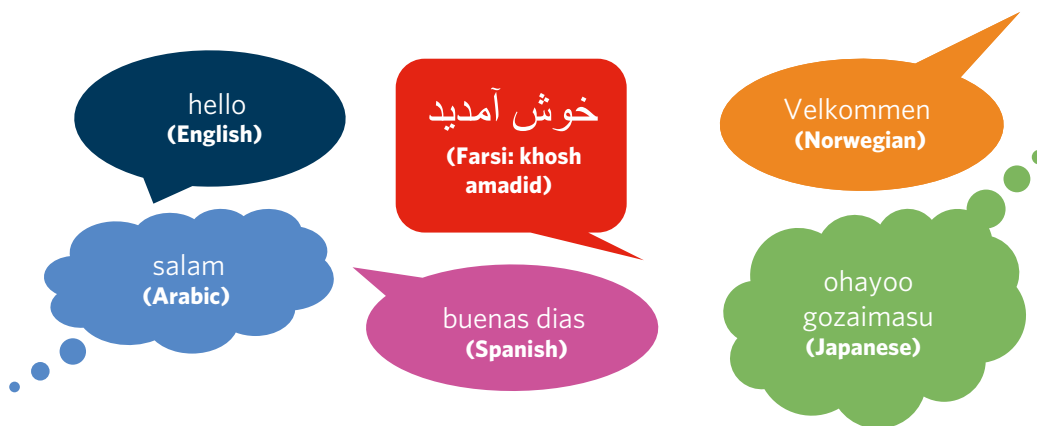 hello
(English)
خوش آمدید
(Farsi: khosh
amadid)
Velkommen
(Norwegian)
salam
(Arabic)
buenas dias
(Spanish)
ohayoo
gozaimasu
(Japanese)